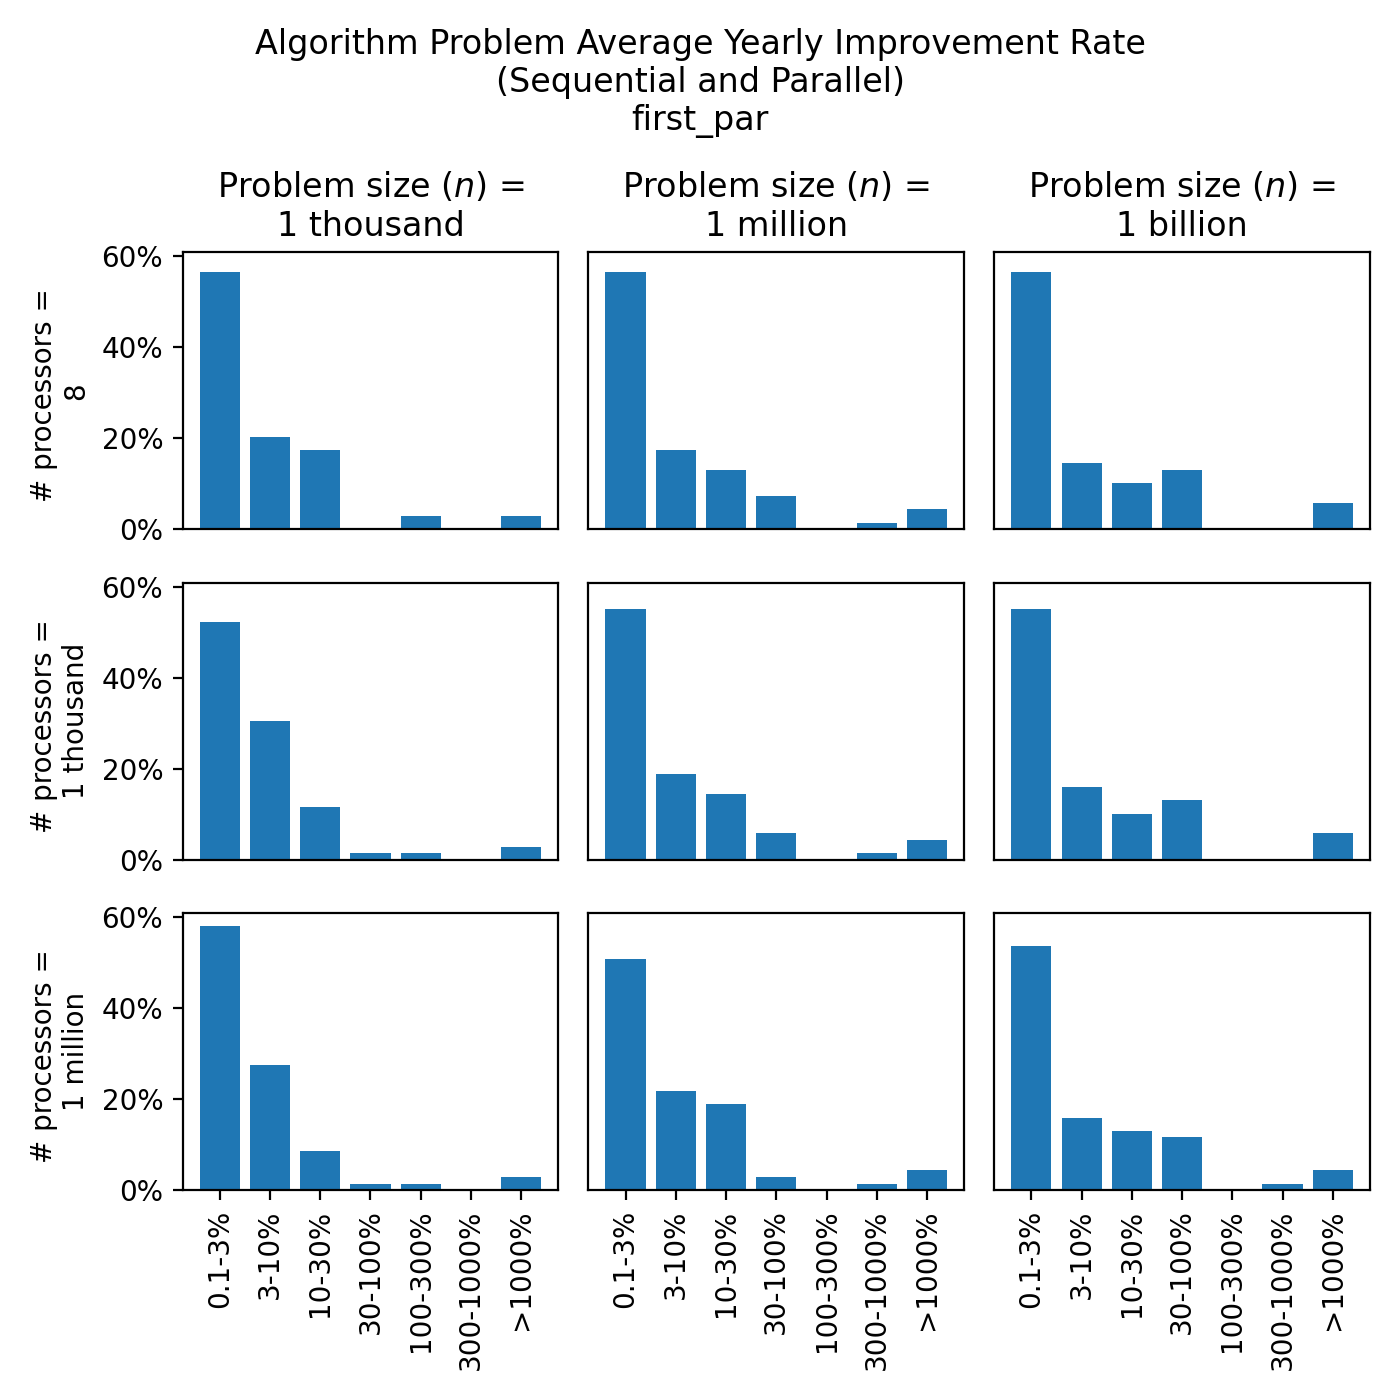 Algorithm Problem Average Yearly Improvement Rate
(Sequential and Parallel)
first_par
Problem size (n) =
1 thousand
Problem size (n) =
1 million
Problem size (n) =
1 billion
# processors =
8
60%
40%
20%
0%
# processors =
1 thousand
60%
40%
20%
0%
# processors =
1 million
60%
40%
20%
0%
0.1-3%
3-10%
10-30%
30-100%
100-300%
300-1000%
>1000%
0.1-3%
3-10%
10-30%
30-100%
100-300%
300-1000%
>1000%
0.1-3%
3-10%
10-30%
30-100%
100-300%
300-1000%
>1000%